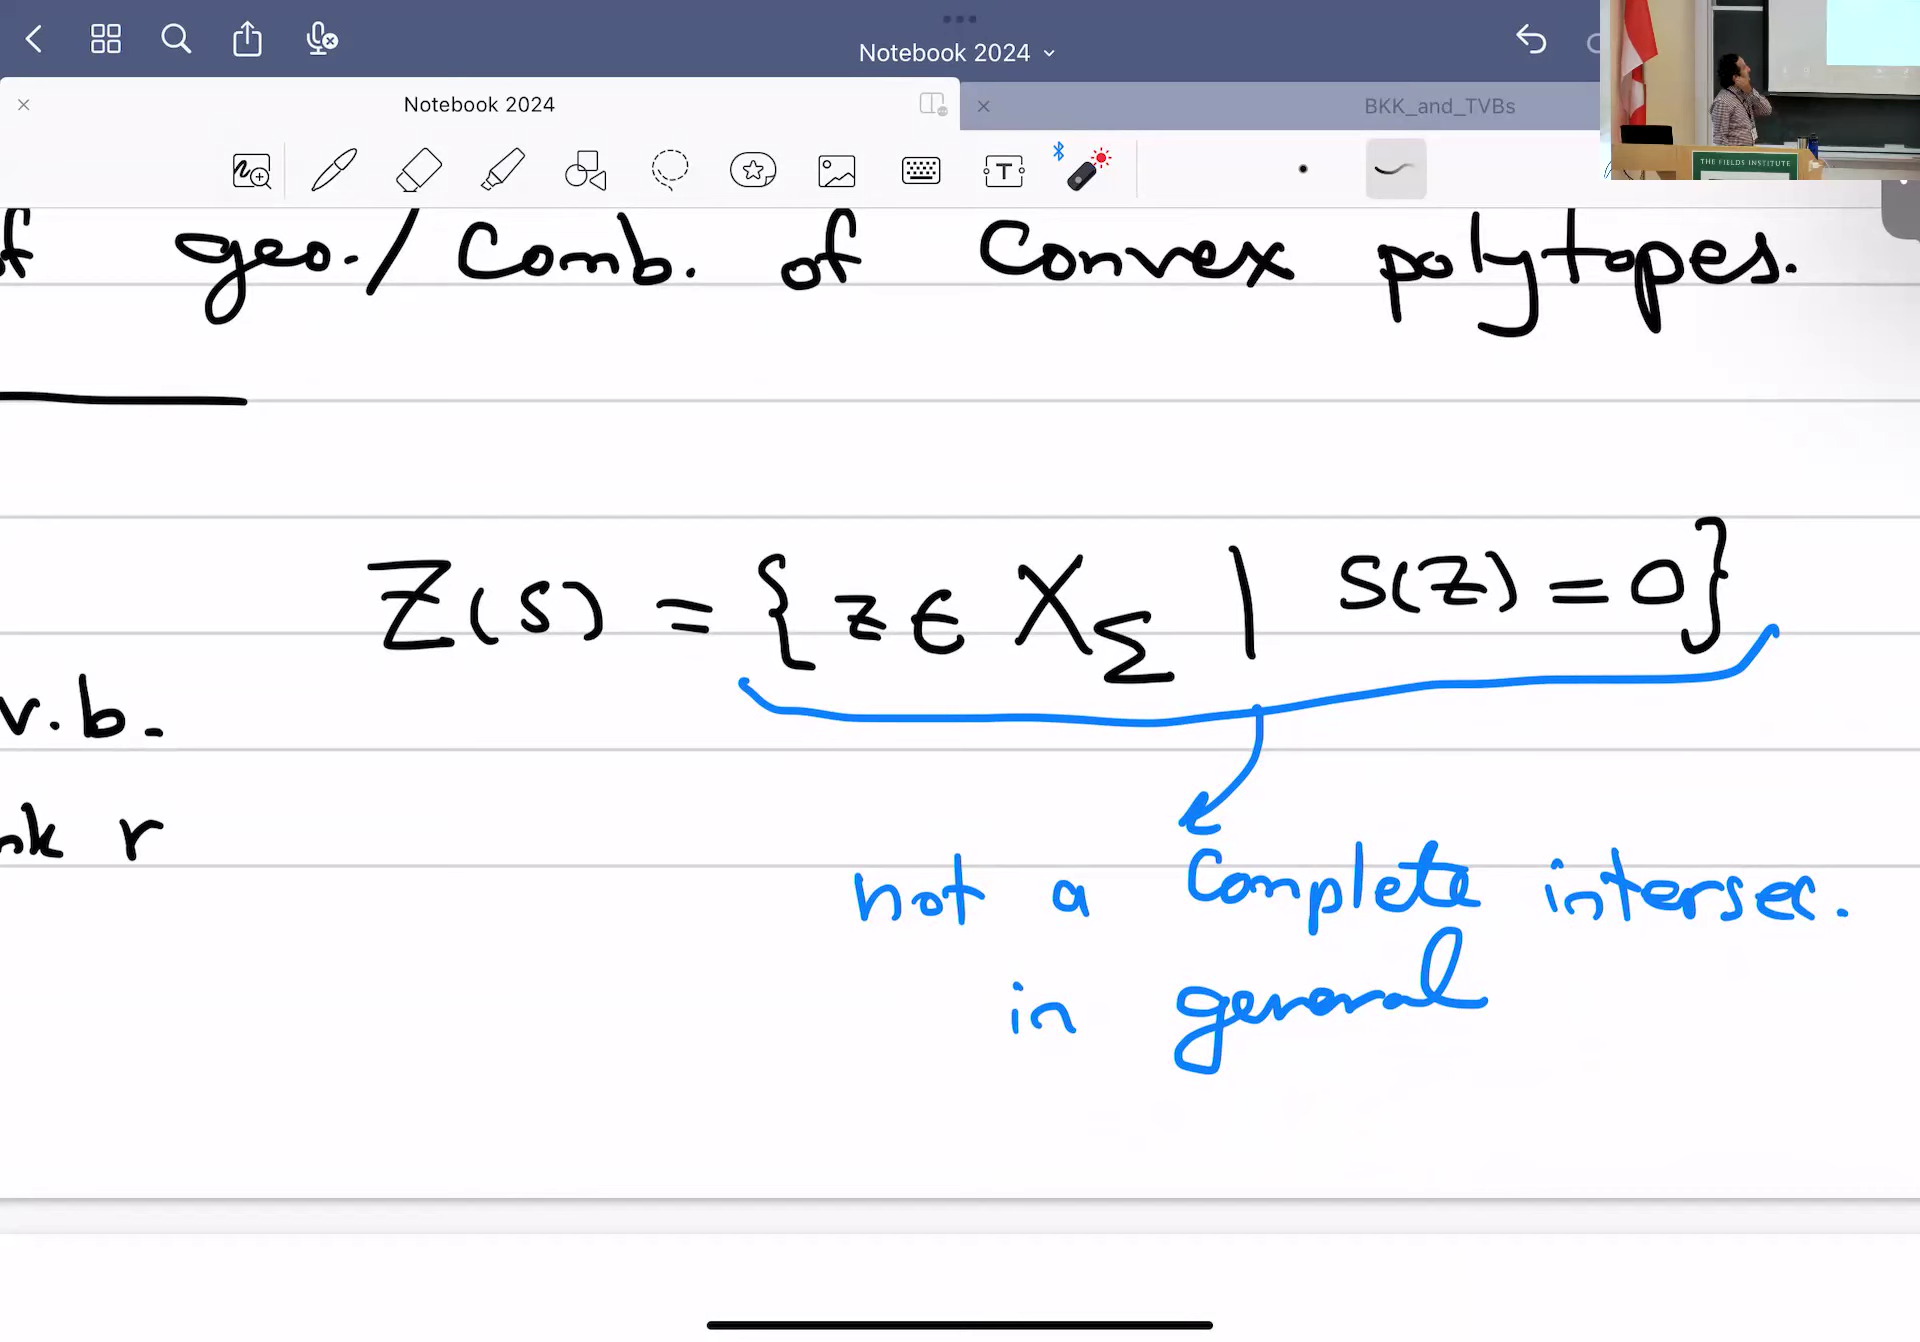 Notebook 2024
Notebook 2024
BKK_and_TVBs
THE FIELDS INSTITUTE
T
f geo./Comb. of Convex polytopes.
Z(s) = { z ∈ X_Σ | s(z) = 0 }
v.b.
nk r
not a Complete intersec.
in general